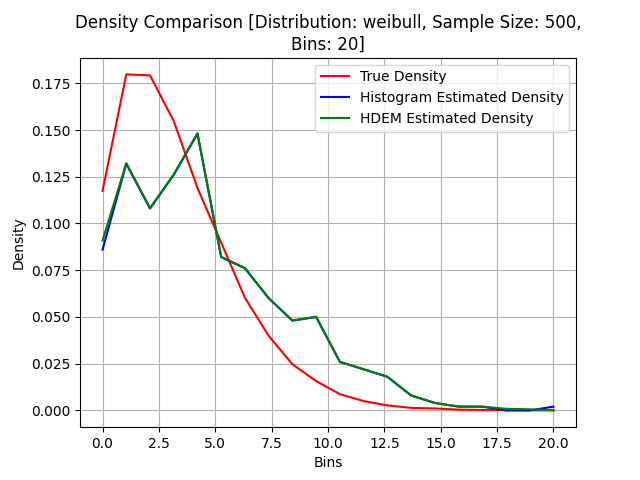 Density Comparison [Distribution: weibull, Sample Size: 500,
Bins: 20]
True Density
Histogram Estimated Density
HDEM Estimated Density
Density
0.175
0.150
0.125
0.100
0.075
0.050
0.025
0.000
0.0 2.5 5.0 7.5 10.0 12.5 15.0 17.5 20.0
Bins